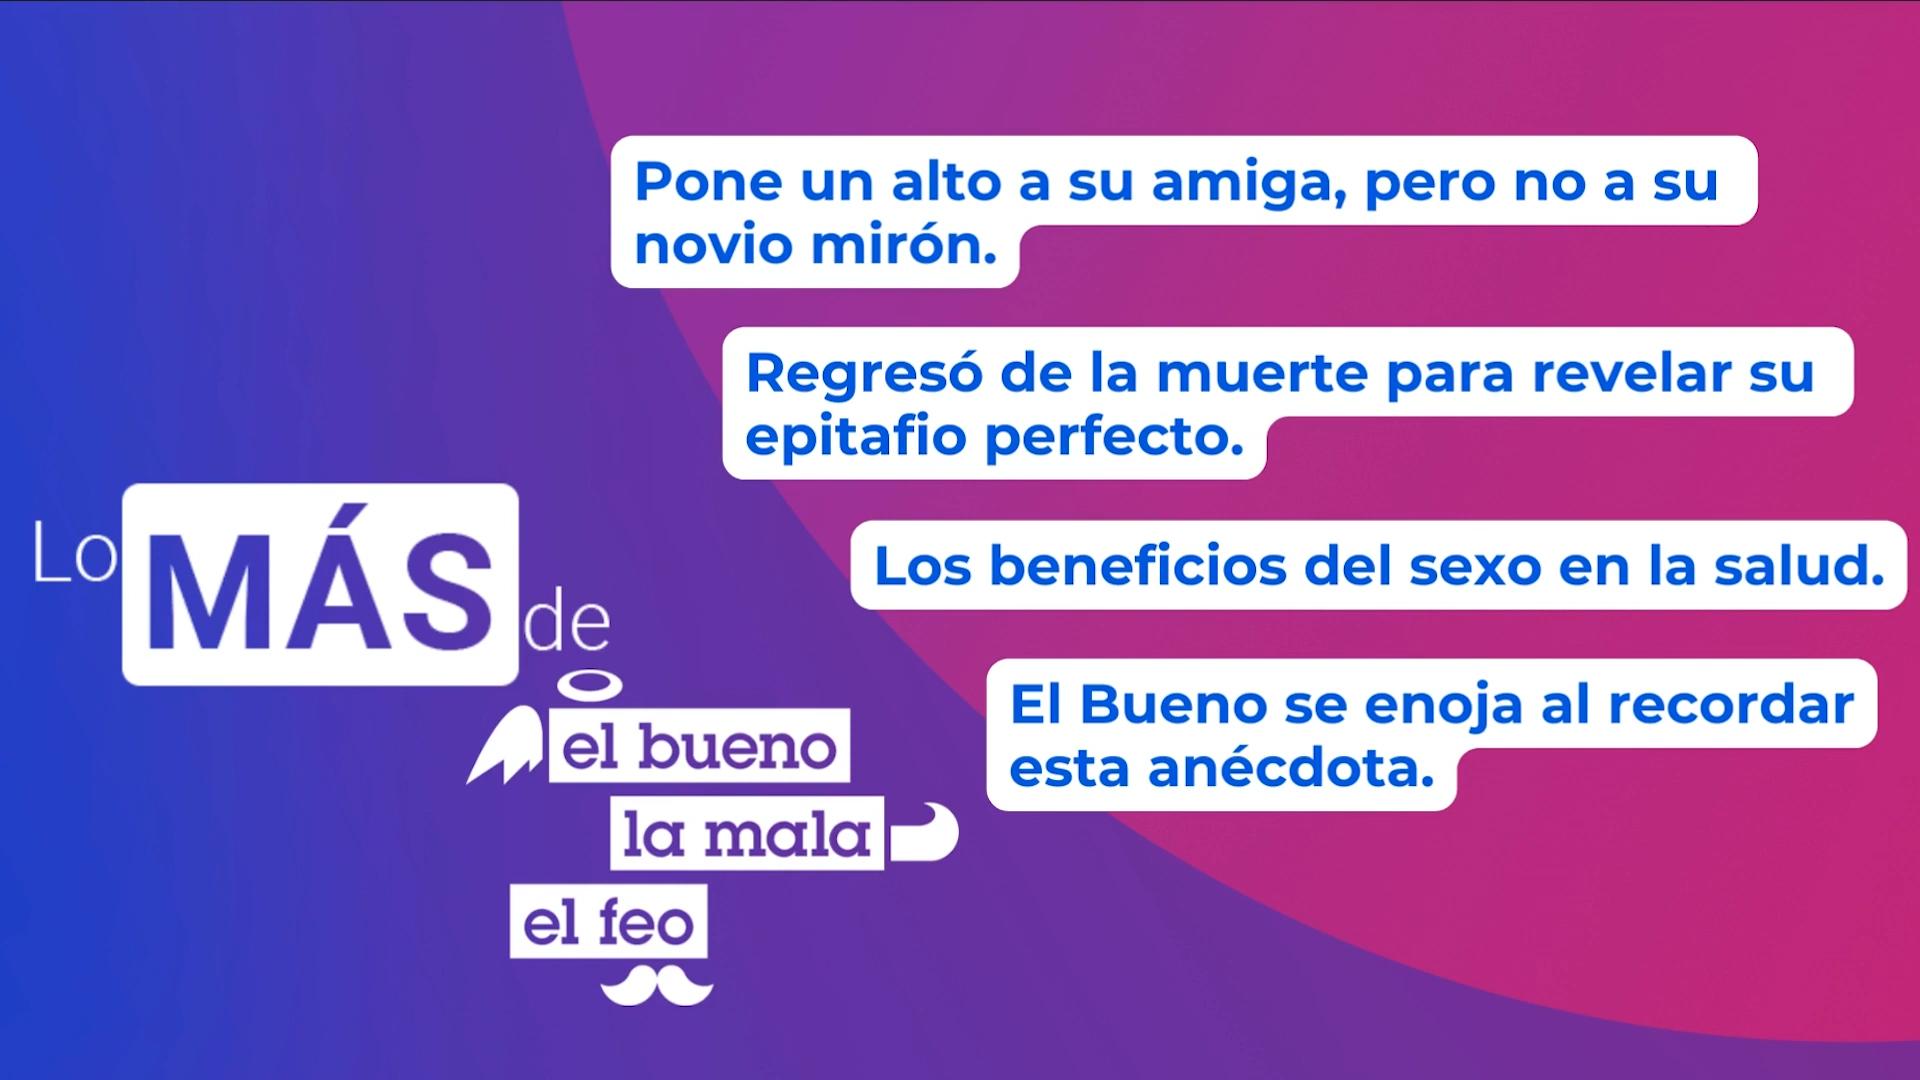 Pone un alto a su amiga, pero no a su
novio mirón.
Regresó de la muerte para revelar su
epitafio perfecto.
Los beneficios del sexo en la salud.
El Bueno se enoja al recordar
esta anécdota.
Lo MÁS de
el bueno
la mala
el feo